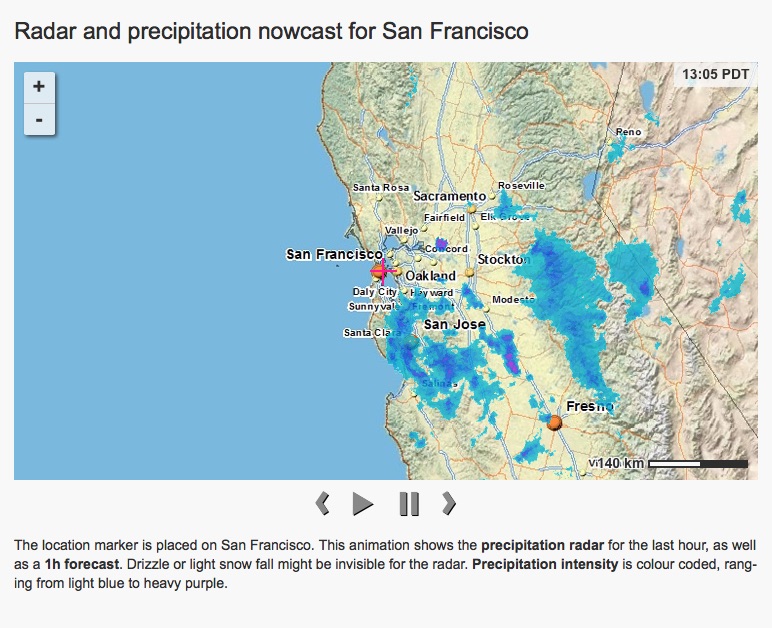 Radar and precipitation nowcast for San Francisco
+
-
13:05 PDT
Reno
Santa Rosa
Roseville
Sacramento
Fairfield
Elk Grove
Vallejo
Concord
San Francisco
Stockton
Oakland
Daly City
Hayward
Modesto
Sunnyvale
Fremont
San Jose
Santa Clara
Salinas
Fresno
140 km
The location marker is placed on San Francisco. This animation shows the precipitation radar for the last hour, as well
as a 1h forecast. Drizzle or light snow fall might be invisible for the radar. Precipitation intensity is colour coded, rang-
ing from light blue to heavy purple.